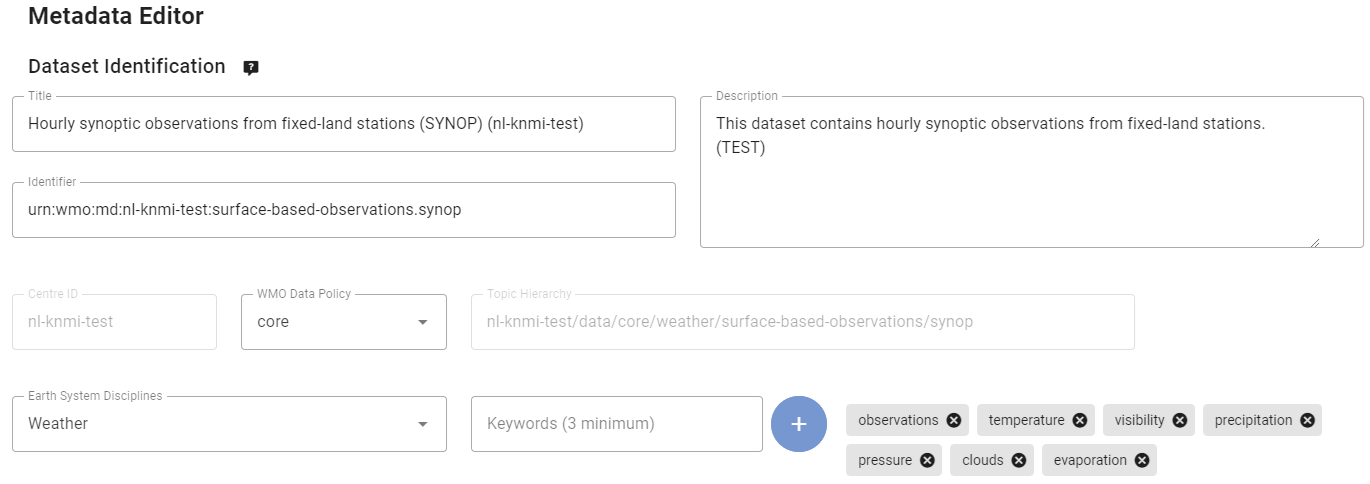 Metadata Editor
Dataset Identification
Title
Hourly synoptic observations from fixed-land stations (SYNOP) (nl-knmi-test)
Description
This dataset contains hourly synoptic observations from fixed-land stations.
(TEST)
Identifier
urn:wmo:md:nl-knmi-test:surface-based-observations.synop
Centre ID
nl-knmi-test
WMO Data Policy
core
Topic Hierarchy
nl-knmi-test/data/core/weather/surface-based-observations/synop
Earth System Disciplines
Weather
Keywords (3 minimum)
+
observations temperature visibility precipitation
pressure clouds evaporation